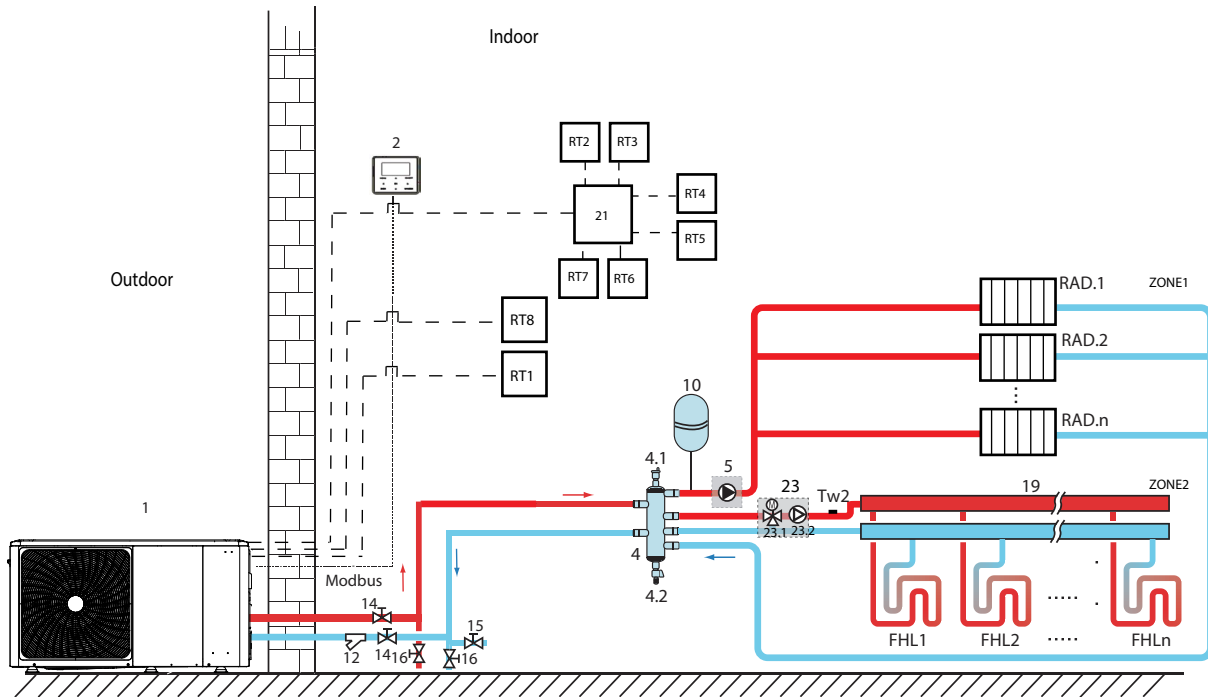 Indoor
2
RT2
RT3
RT4
21
RT5
RT7
RT6
Outdoor
RT8
RT1
RAD.1
ZONE1
RAD.2
RAD.n
10
4.1
5
23
Tw2
19
ZONE2
M
23.1
23.2
1
4
4.2
Modbus
14
15
12
14
16
16
FHL1
FHL2
FHLn